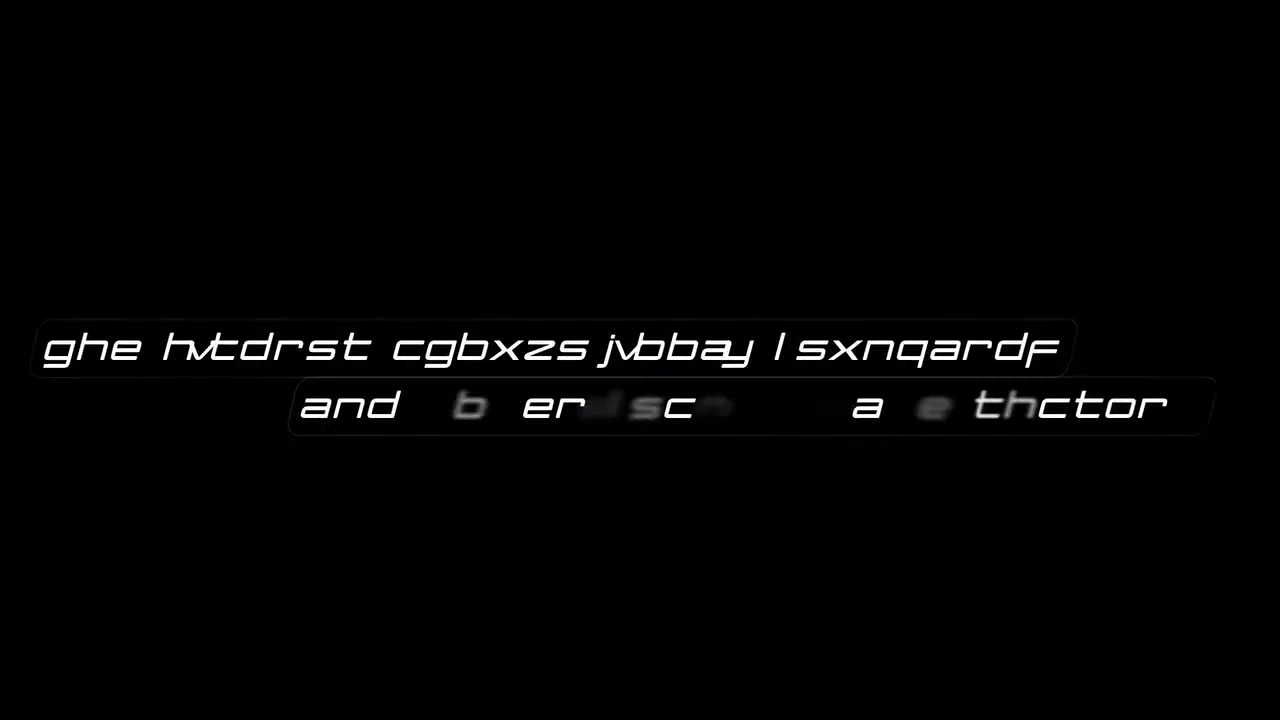 ghe hvtdrst cgbxzs jvbbay l sxnqardf
and b er sc a e thctor